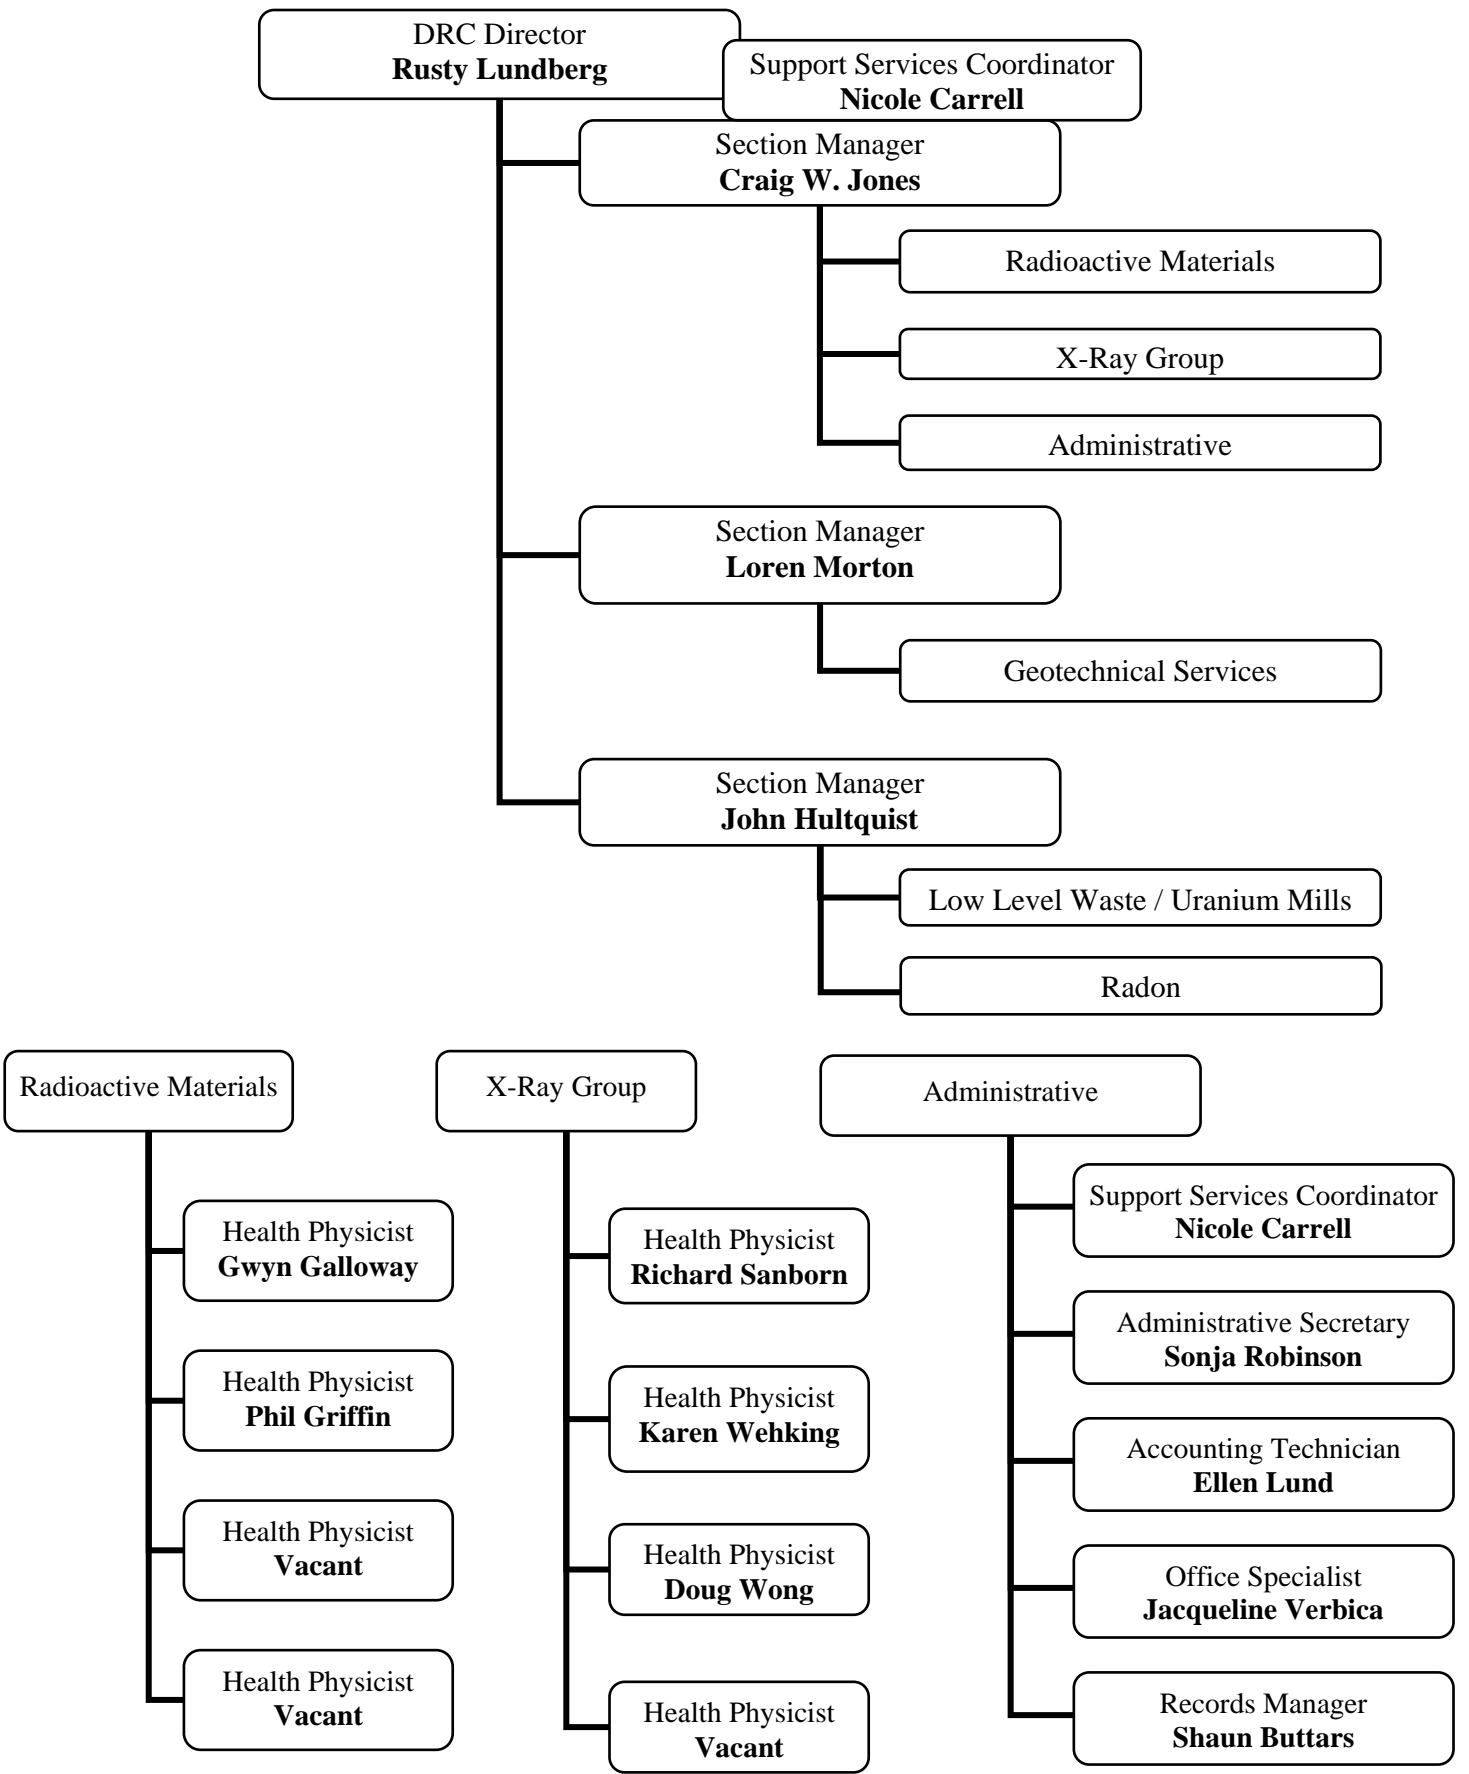 DRC Director
Rusty Lundberg
Support Services Coordinator
Nicole Carrell
Section Manager
Craig W. Jones
Radioactive Materials
X-Ray Group
Administrative
Section Manager
Loren Morton
Geotechnical Services
Section Manager
John Hultquist
Low Level Waste / Uranium Mills
Radon
Radioactive Materials
Health Physicist
Gwyn Galloway
Health Physicist
Phil Griffin
Health Physicist
Vacant
Health Physicist
Vacant
X-Ray Group
Health Physicist
Richard Sanborn
Health Physicist
Karen Wehking
Health Physicist
Doug Wong
Health Physicist
Vacant
Administrative
Support Services Coordinator
Nicole Carrell
Administrative Secretary
Sonja Robinson
Accounting Technician
Ellen Lund
Office Specialist
Jacqueline Verbica
Records Manager
Shaun Buttars